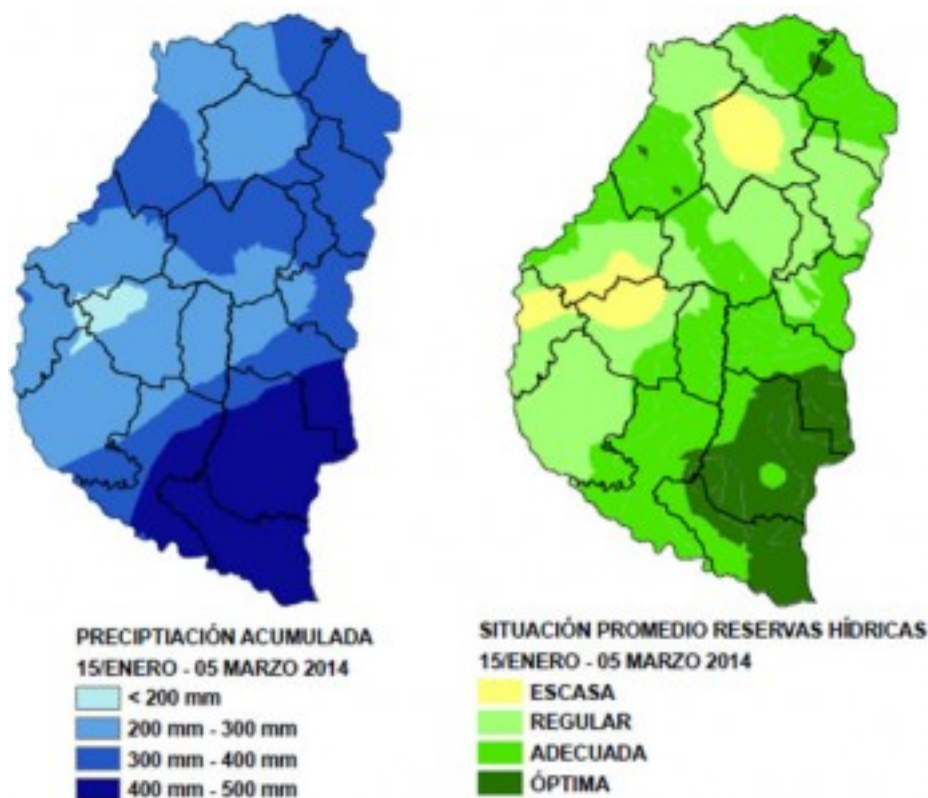 PRECIPTIACIÓN ACUMULADA
15/ENERO - 05 MARZO 2014
< 200 mm
200 mm - 300 mm
300 mm - 400 mm
400 mm - 500 mm
SITUACIÓN PROMEDIO RESERVAS HÍDRICAS
15/ENERO - 05 MARZO 2014
ESCASA
REGULAR
ADECUADA
ÓPTIMA